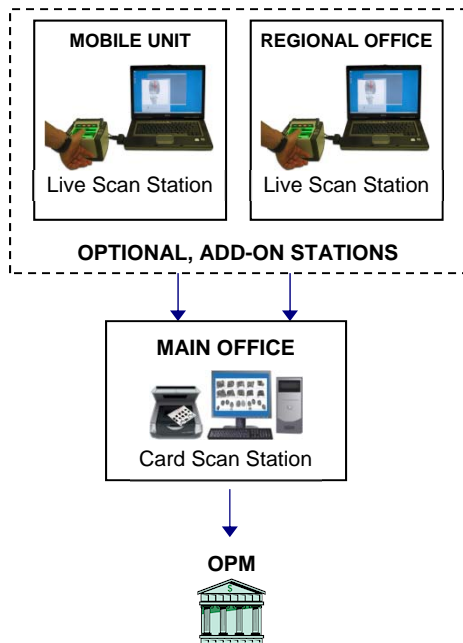 MOBILE UNIT
Live Scan Station
REGIONAL OFFICE
Live Scan Station
OPTIONAL, ADD-ON STATIONS
MAIN OFFICE
Card Scan Station
OPM
$